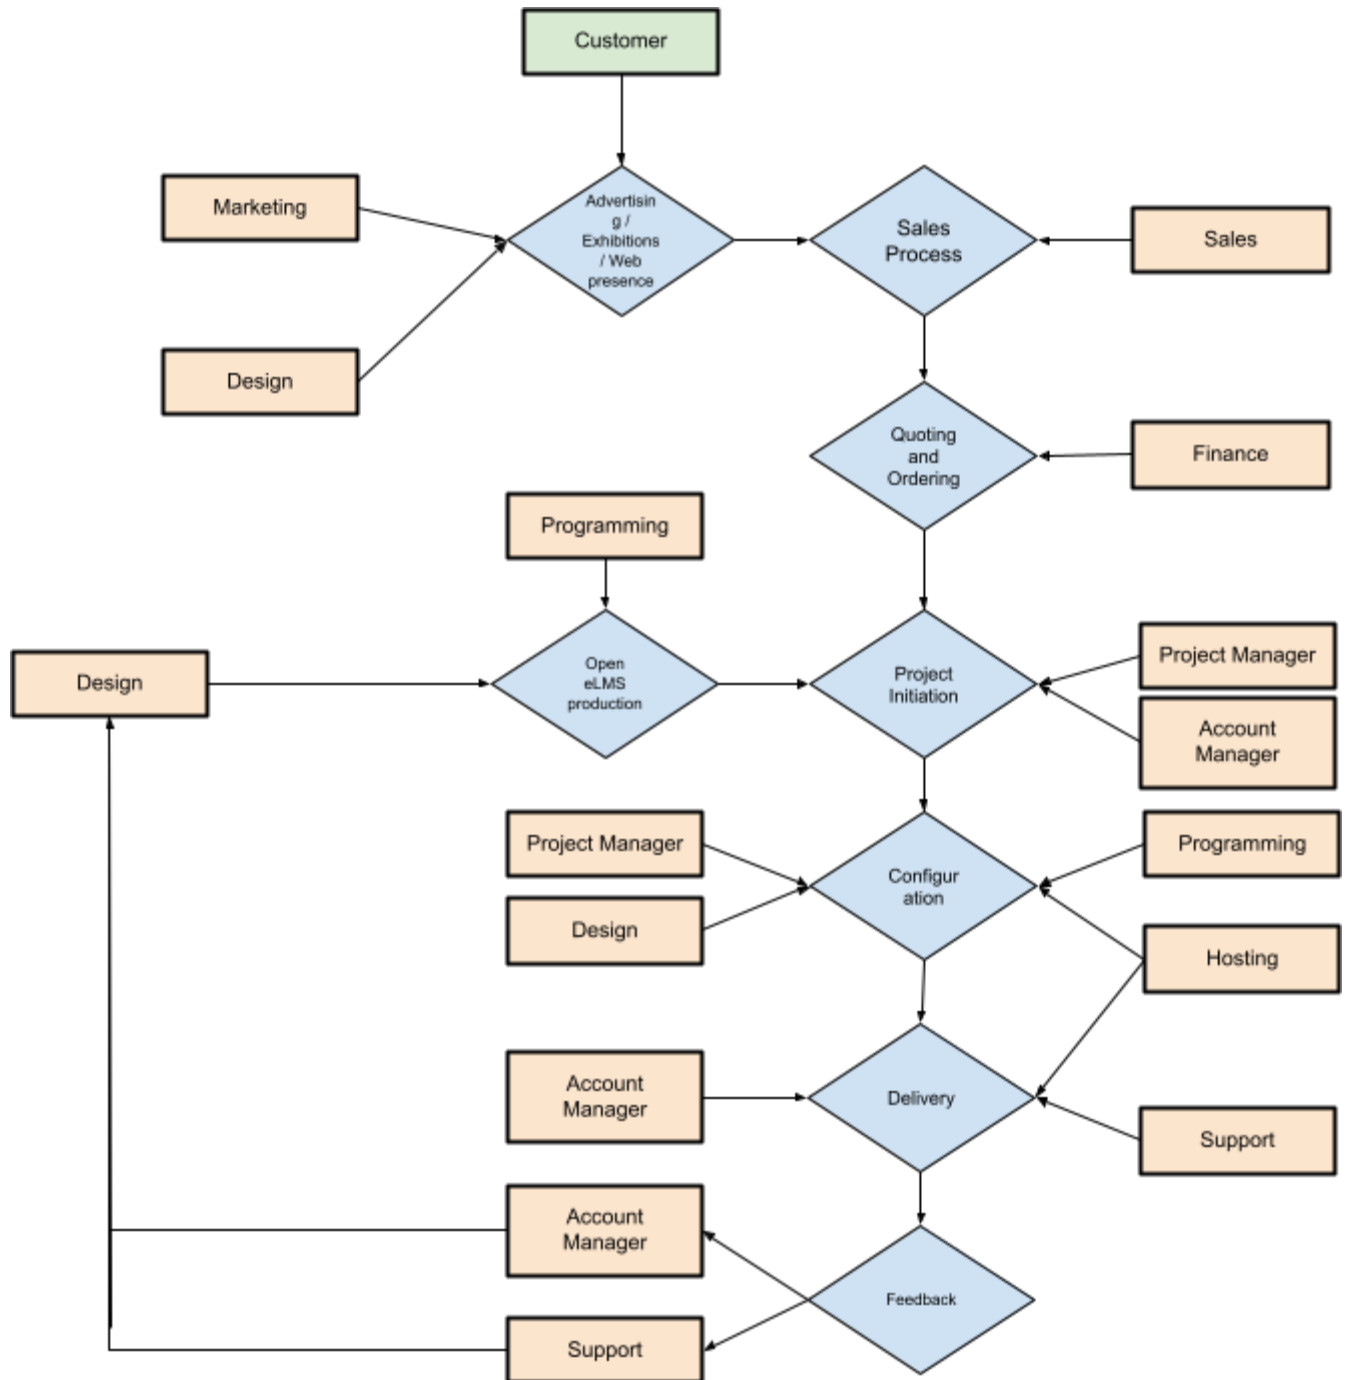 Customer
Marketing
Advertisin
g /
Exhibitions
/ Web
presence
Sales
Process
Sales
Design
Quoting
and
Ordering
Finance
Programming
Design
Open
eLMS
production
Project
Initiation
Project Manager
Account
Manager
Project Manager
Design
Configur
ation
Programming
Hosting
Account
Manager
Delivery
Support
Account
Manager
Feedback
Support